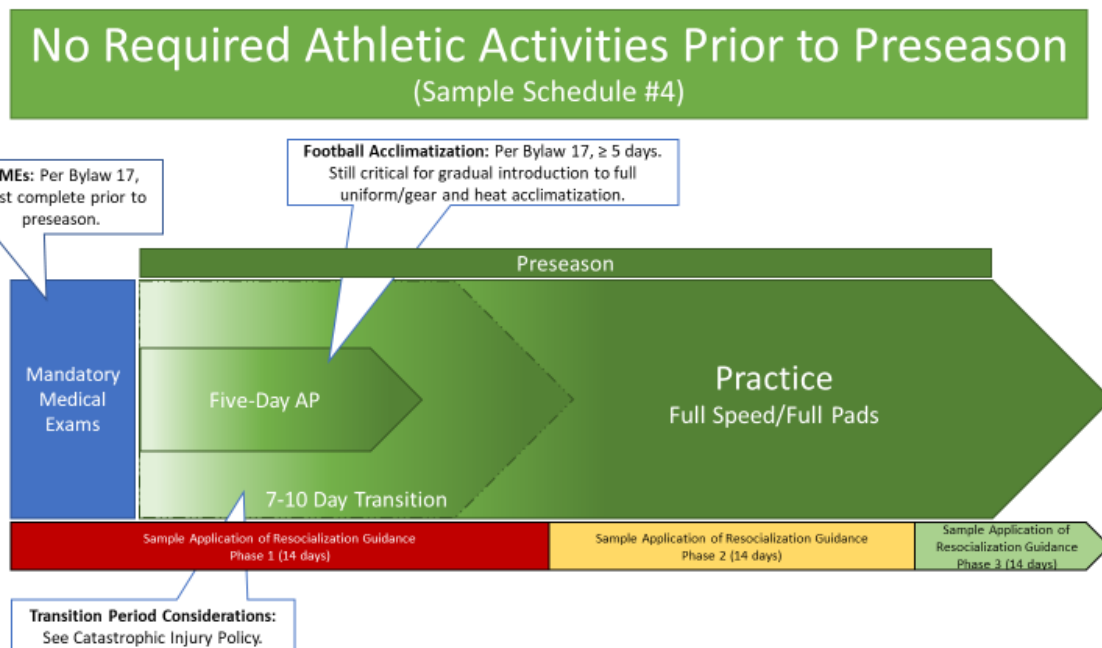 No Required Athletic Activities Prior to Preseason
(Sample Schedule #4)
MEs: Per Bylaw 17,
st complete prior to
preseason.
Football Acclimatization: Per Bylaw 17, ≥ 5 days.
Still critical for gradual introduction to full
uniform/gear and heat acclimatization.
Preseason
Mandatory
Medical
Exams
Five-Day AP
7-10 Day Transition
Practice
Full Speed/Full Pads
Sample Application of Resocialization Guidance
Phase 1 (14 days)
Sample Application of Resocialization Guidance
Phase 2 (14 days)
Sample Application of
Resocialization Guidance
Phase 3 (14 days)
Transition Period Considerations:
See Catastrophic Injury Policy.